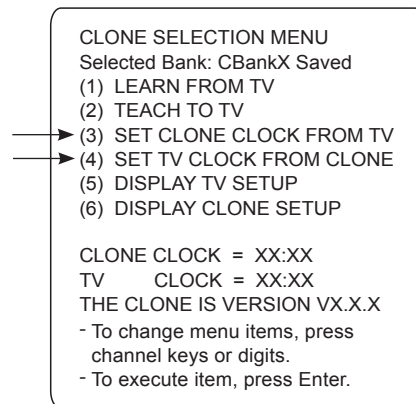 CLONE SELECTION MENU
Selected Bank: CBankX Saved
(1) LEARN FROM TV
(2) TEACH TO TV
(3) SET CLONE CLOCK FROM TV
(4) SET TV CLOCK FROM CLONE
(5) DISPLAY TV SETUP
(6) DISPLAY CLONE SETUP
CLONE CLOCK = XX:XX
TV CLOCK = XX:XX
THE CLONE IS VERSION VX.X.X
- To change menu items, press
channel keys or digits.
- To execute item, press Enter.